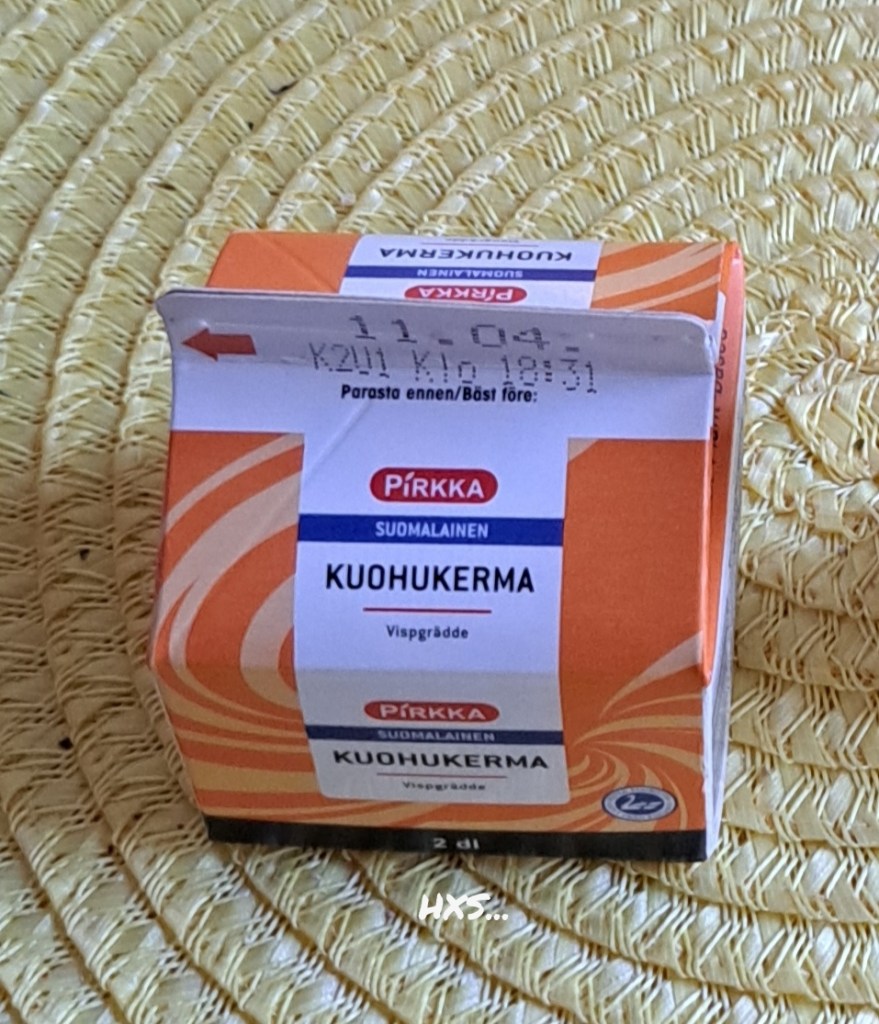 KUOHUKERMA
SUOMALAINEN
PIRKKA
11.04.
K2U1 Klo 18:31
Parasta ennen/Bäst före:
PIRKKA
SUOMALAINEN
KUOHUKERMA
Vispgrädde
PIRKKA
SUOMALAINEN
KUOHUKERMA
Vispgrädde
2 dl
HXS...